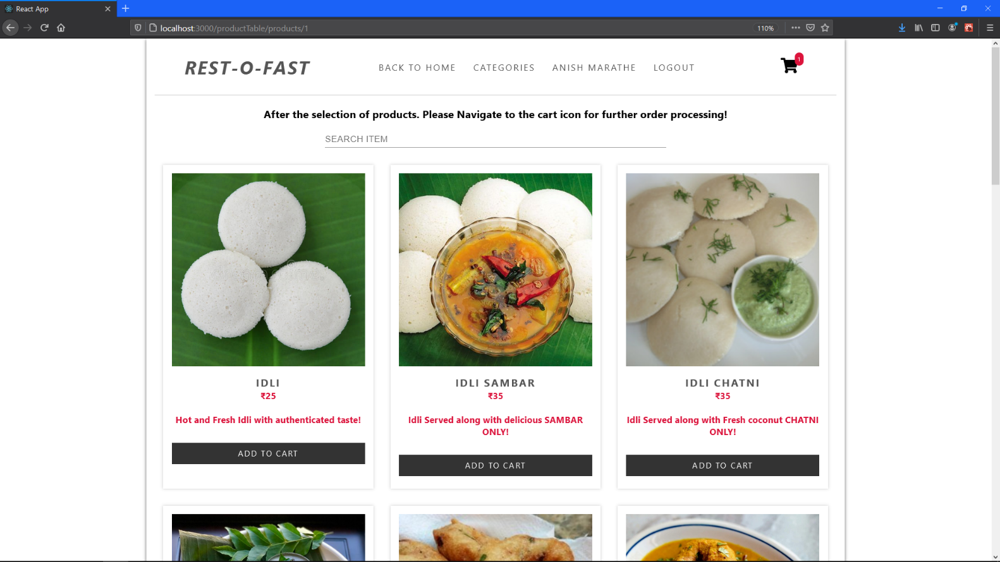 React App
localhost:3000/productTable/products/1
110%
REST-O-FAST
BACK TO HOME
CATEGORIES
ANISH MARATHE
LOGOUT
1
After the selection of products. Please Navigate to the cart icon for further order processing!
SEARCH ITEM
IDLI
₹25
Hot and Fresh Idli with authenticated taste!
ADD TO CART
IDLI SAMBAR
₹35
Idli Served along with delicious SAMBAR
ONLY!
ADD TO CART
IDLI CHATNI
₹35
Idli Served along with Fresh coconut CHATNI
ONLY!
ADD TO CART